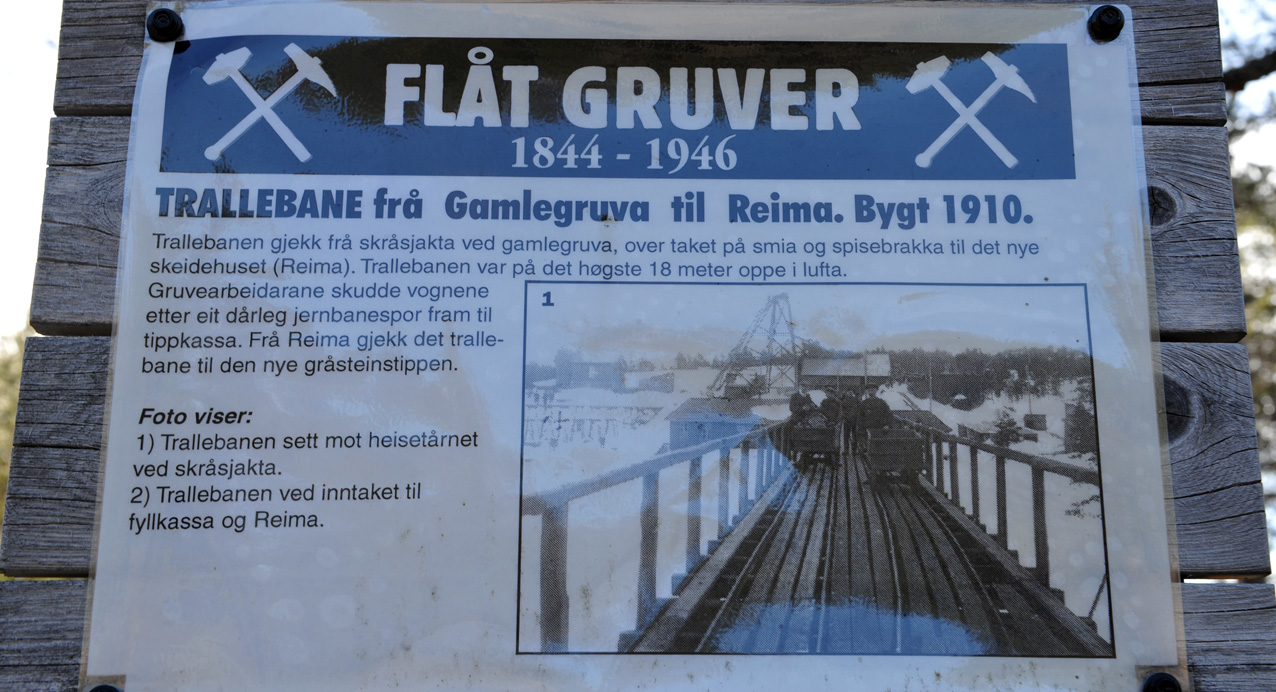 FLÅT GRUVER
1844 - 1946
TRALLEBANE frå Gamlegruva til Reima. Bygt 1910.
Trallebanen gjekk frå skråsjakta ved gamlegruva, over taket på smia og spisebrakka til det nye
skeidehuset (Reima). Trallebanen var på det høgste 18 meter oppe i lufta.
Gruvearbeidarane skudde vognene
etter eit dårleg jernbanespor fram til
tippkassa. Frå Reima gjekk det tralle-
bane til den nye gråsteinstippen.
Foto viser:
1) Trallebanen sett mot heisetårnet
ved skråsjakta.
2) Trallebanen ved inntaket til
fyllkassa og Reima.
1